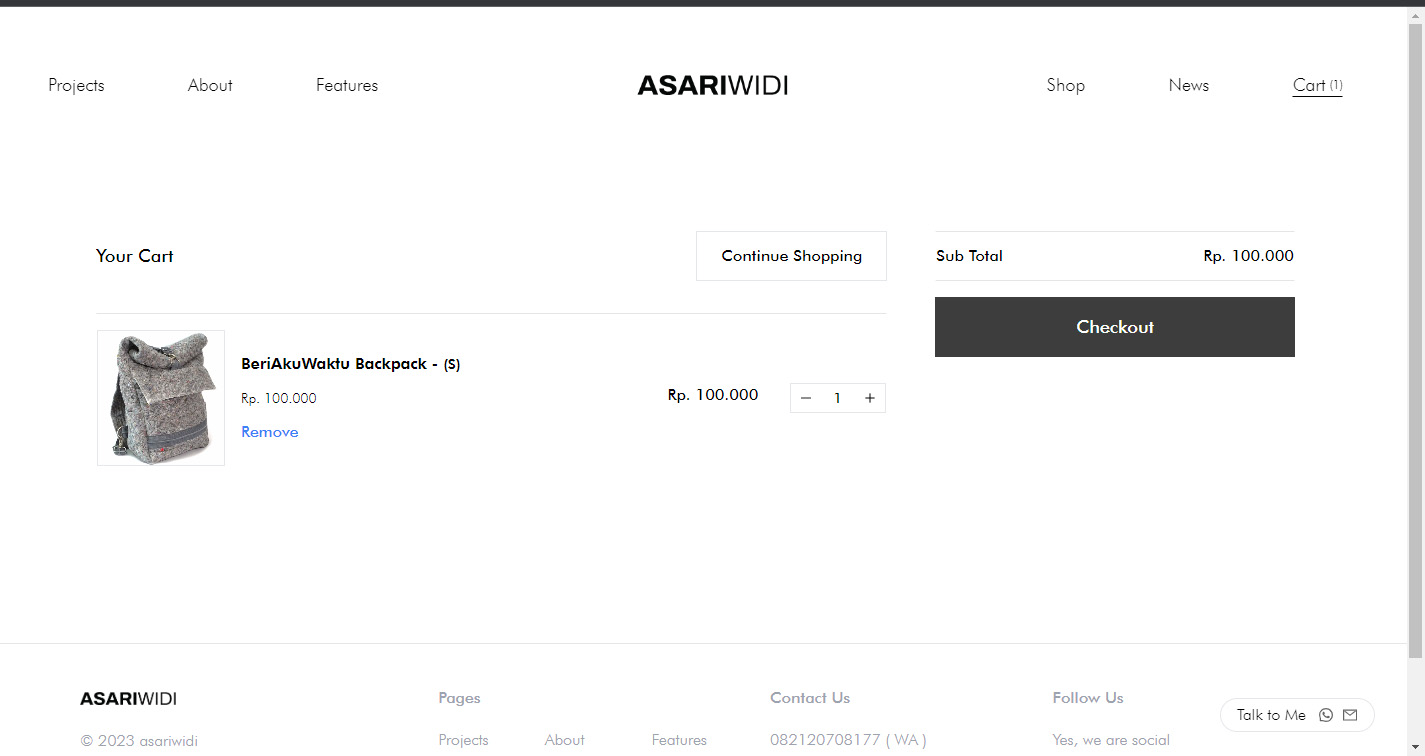 Projects About Features ASARIWIDI Shop News Cart (1)
Your Cart
Continue Shopping
BeriAkuWaktu Backpack - (S)
Rp. 100.000
Remove
Rp. 100.000
1
Sub Total Rp. 100.000
Checkout
ASARIWIDI
© 2023 asariwidi
Pages
Projects About Features
Contact Us
082120708177 ( WA )
Follow Us
Yes, we are social
Talk to Me